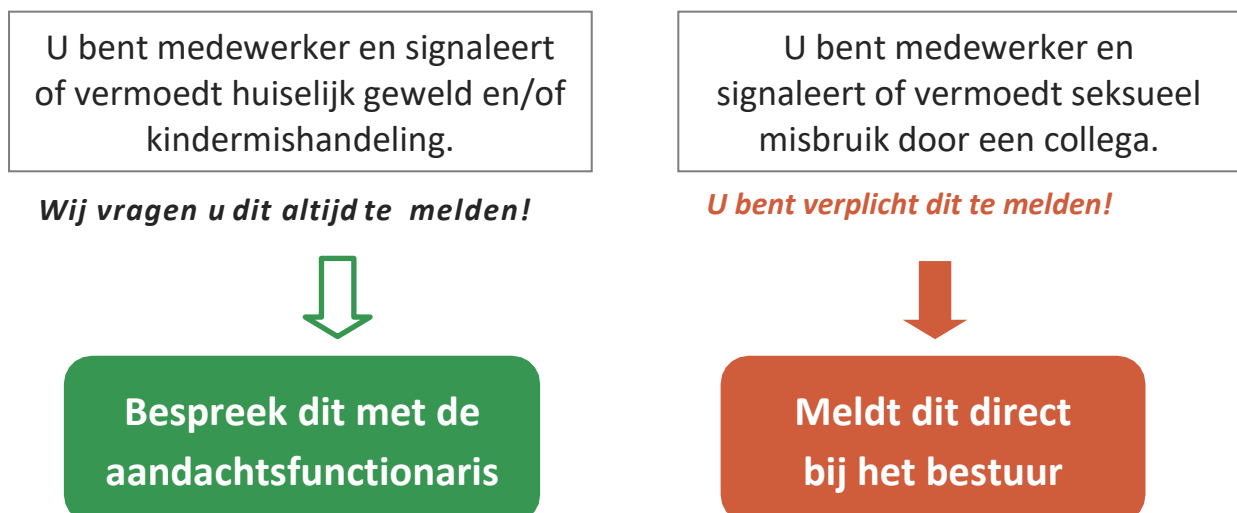 U bent medewerker en signaleert
of vermoedt huiselijk geweld en/of
kindermishandeling.
Wij vragen u dit altijd te melden!
Bespreek dit met de
aandachtsfunctionaris
U bent medewerker en
signaleert of vermoedt seksueel
misbruik door een collega.
U bent verplicht dit te melden!
Meldt dit direct
bij het bestuur